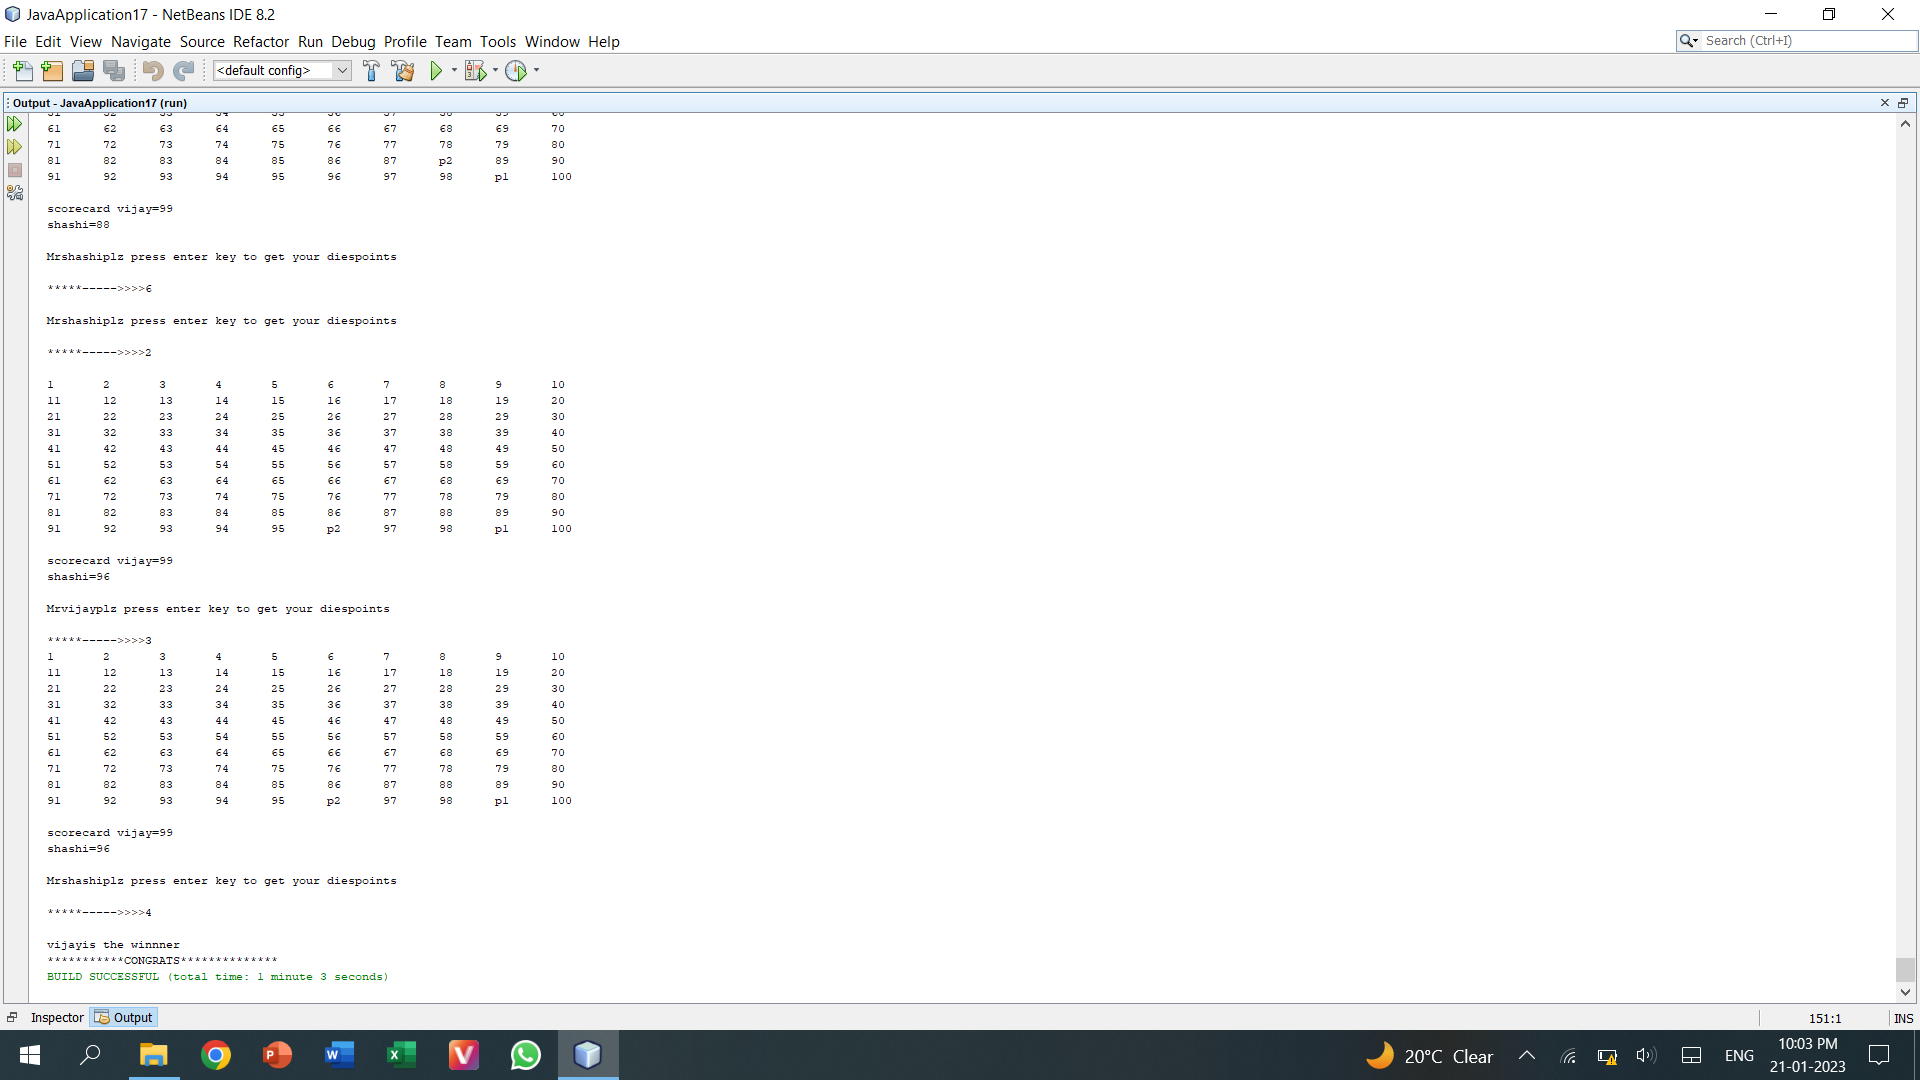 JavaApplication17 - NetBeans IDE 8.2
File Edit View Navigate Source Refactor Run Debug Profile Team Tools Window Help
Search (Ctrl+I)
<default config>
Output - JavaApplication17 (run)
61 62 63 64 65 66 67 68 69 70
71 72 73 74 75 76 77 78 79 80
81 82 83 84 85 86 87 p2 89 90
91 92 93 94 95 96 97 98 p1 100
scorecard vijay=99
shashi=88
Mrshashiplz press enter key to get your diespoints
*****----->>>>6
Mrshashiplz press enter key to get your diespoints
*****----->>>>2
1 2 3 4 5 6 7 8 9 10
11 12 13 14 15 16 17 18 19 20
21 22 23 24 25 26 27 28 29 30
31 32 33 34 35 36 37 38 39 40
41 42 43 44 45 46 47 48 49 50
51 52 53 54 55 56 57 58 59 60
61 62 63 64 65 66 67 68 69 70
71 72 73 74 75 76 77 78 79 80
81 82 83 84 85 86 87 88 89 90
91 92 93 94 95 p2 97 98 p1 100
scorecard vijay=99
shashi=96
Mrvijayplz press enter key to get your diespoints
*****----->>>>3
1 2 3 4 5 6 7 8 9 10
11 12 13 14 15 16 17 18 19 20
21 22 23 24 25 26 27 28 29 30
31 32 33 34 35 36 37 38 39 40
41 42 43 44 45 46 47 48 49 50
51 52 53 54 55 56 57 58 59 60
61 62 63 64 65 66 67 68 69 70
71 72 73 74 75 76 77 78 79 80
81 82 83 84 85 86 87 88 89 90
91 92 93 94 95 p2 97 98 p1 100
scorecard vijay=99
shashi=96
Mrshashiplz press enter key to get your diespoints
*****----->>>>4
vijayis the winnner
***********CONGRATS**************
BUILD SUCCESSFUL (total time: 1 minute 3 seconds)
Inspector Output
151:1 INS
20°C Clear ENG
10:03 PM
21-01-2023